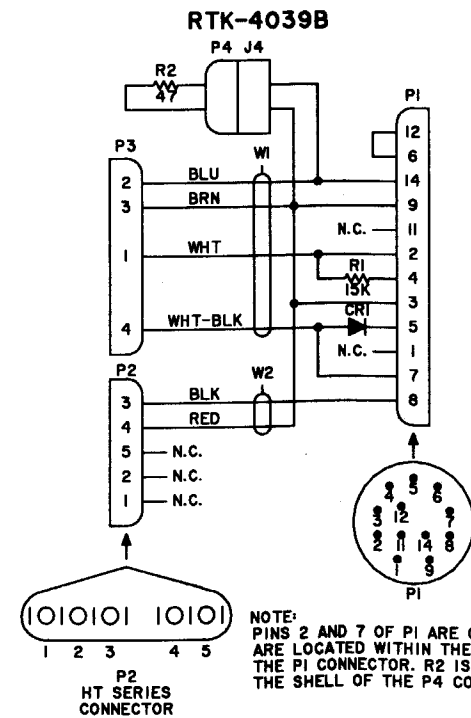 RTK-4039B
P4 J4
R2
47
P1
12
6
P3
W1
2 BLU 14
3 BRN 9
N.C. 11
1 WHT 2
R1
15K
4
3
CR1
4 WHT-BLK 5
N.C. 1
7
P2
W2
3 BLK 8
4 RED
5 N.C.
2 N.C.
1 N.C.
5
4 6
3 12 7
2 11 14 8
1 9
P1
1 2 3 4 5
P2
HT SERIES
CONNECTOR
NOTE:
PINS 2 AND 7 OF P1 ARE
ARE LOCATED WITHIN THE
THE P1 CONNECTOR. R2 IS
THE SHELL OF THE P4